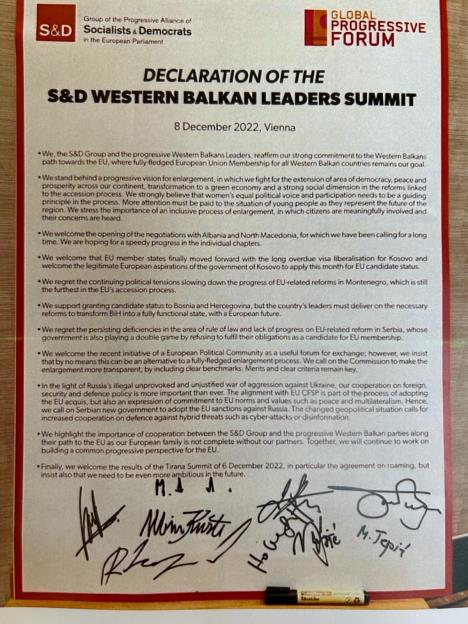 S&D
Group of the Progressive Alliance of
Socialists & Democrats
in the European Parliament
GLOBAL
PROGRESSIVE
FORUM
DECLARATION OF THE
S&D WESTERN BALKAN LEADERS SUMMIT
8 December 2022, Vienna
• We, the S&D Group and the progressive Western Balkans Leaders, reaffirm our strong commitment to the Western Balkans
path towards the EU, where fully-fledged European Union Membership for all Western Balkan countries remains our goal.
• We stand behind a progressive vision for enlargement, in which we fight for the extension of area of democracy, peace and
prosperity across our continent, transformation to a green economy and a strong social dimension in the reforms linked
to the accession process. We strongly believe that women's equal political voice and participation needs to be a guiding
principle in the process. More attention must be paid to the situation of young people as they represent the future of the
region. We stress the importance of an inclusive process of enlargement, in which citizens are meaningfully involved and
their concerns are heard.
• We welcome the opening of the negotiations with Albania and North Macedonia, for which we have been calling for a long
time. We are hoping for a speedy progress in the individual chapters.
• We welcome that EU member states finally moved forward with the long overdue visa liberalisation for Kosovo and
welcome the legitimate European aspirations of the government of Kosovo to apply this month for EU candidate status.
• We regret the continuing political tensions slowing down the progress of EU-related reforms in Montenegro, which is still
the furthest in the EU's accession process.
• We support granting candidate status to Bosnia and Hercegovina, but the country's leaders must deliver on the necessary
reforms to transform BiH into a fully functional state, with a European future.
• We regret the persisting deficiencies in the area of rule of law and lack of progress on EU-related reform in Serbia, whose
government is also playing a double game by refusing to fulfil their obligations as a candidate for EU membership.
• We welcome the recent initiative of a European Political Community as a useful forum for exchange; however, we insist
that by no means this can be an alternative to a fully-fledged enlargement process. We call on the Commission to make the
enlargement more transparent, by including clear benchmarks. Merits and clear criteria remain key.
• In the light of Russia's illegal unprovoked and unjustified war of aggression against Ukraine, our cooperation on foreign,
security and defence policy is more important than ever. The alignment with EU CFSP is part of the process of adopting
the EU acquis, but also an expression of commitment to EU norms and values such as peace and multilateralism. Hence,
we call on Serbian new government to adopt the EU sanctions against Russia. The changed geopolitical situation calls for
increased cooperation on defence against hybrid threats such as cyber-attacks or disinformation.
• We highlight the importance of cooperation between the S&D Group and the progressive Western Balkan parties along
their path to the EU as our European family is not complete without our partners. Together, we will continue to work on
building a common progressive perspective for the EU.
• Finally, we welcome the results of the Tirana Summit of 6 December 2022, in particular the agreement on roaming, but
insist also that we need to be even more ambitious in the future.
M. Tepić